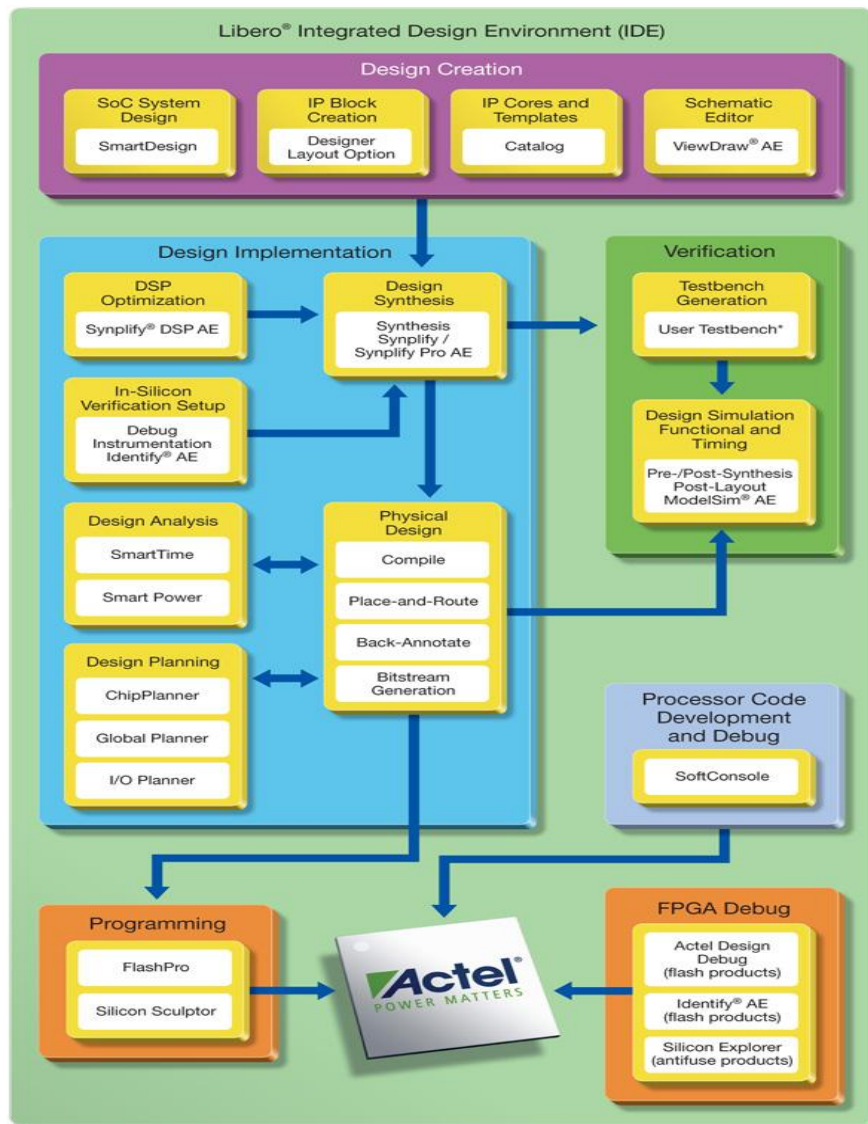 Libero® Integrated Design Environment (IDE)
Design Creation
SoC System
Design
SmartDesign
IP Block
Creation
Designer
Layout Option
IP Cores and
Templates
Catalog
Schematic
Editor
ViewDraw® AE
Design Implementation
DSP
Optimization
Synplify® DSP AE
Design
Synthesis
Synthesis
Synplify /
Synplify Pro AE
In-Silicon
Verification Setup
Debug
Instrumentation
Identify® AE
Design Analysis
SmartTime
Smart Power
Physical
Design
Compile
Place-and-Route
Back-Annotate
Bitstream
Generation
Design Planning
ChipPlanner
Global Planner
I/O Planner
Verification
Testbench
Generation
User Testbench*
Design Simulation
Functional and
Timing
Pre-/Post-Synthesis
Post-Layout
ModelSim® AE
Processor Code
Development
and Debug
SoftConsole
Programming
FlashPro
Silicon Sculptor
Actel®
POWER MATTERS
FPGA Debug
Actel Design
Debug
(flash products)
Identify® AE
(flash products)
Silicon Explorer
(antifuse products)